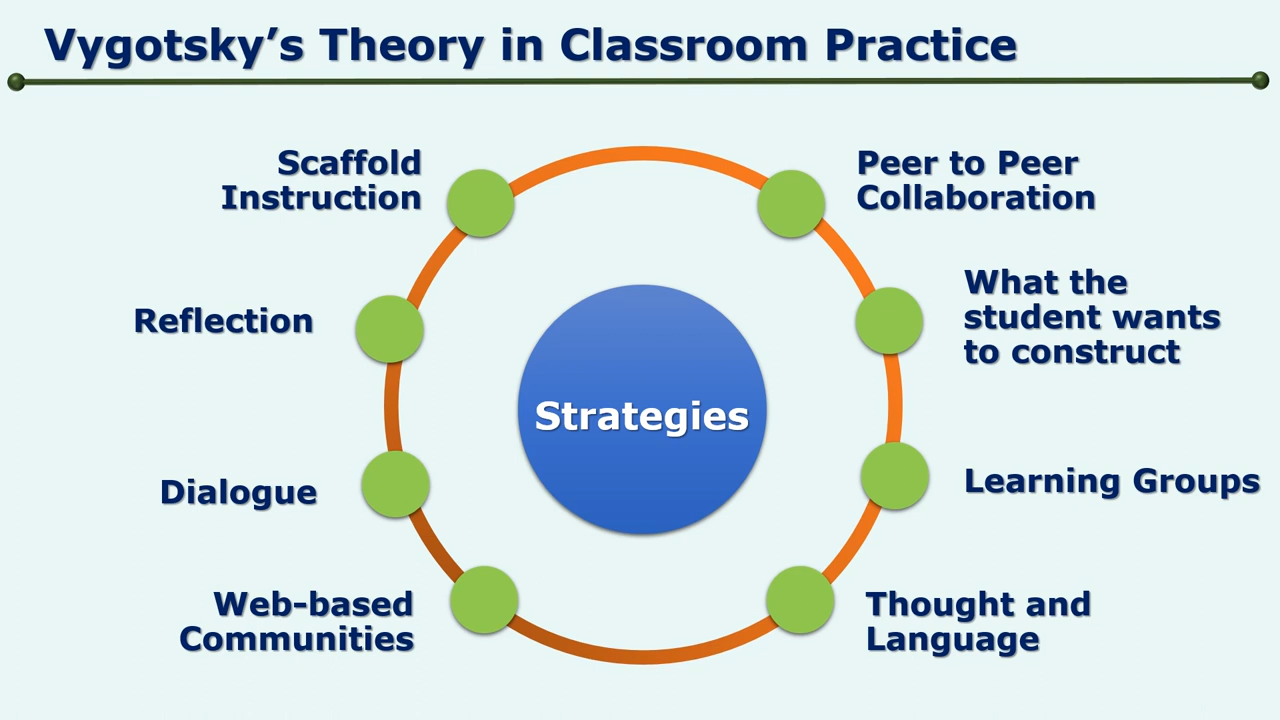 Vygotsky’s Theory in Classroom Practice
Scaffold
Instruction
Peer to Peer
Collaboration
Reflection
What the
student wants
to construct
Strategies
Dialogue
Learning Groups
Web-based
Communities
Thought and
Language